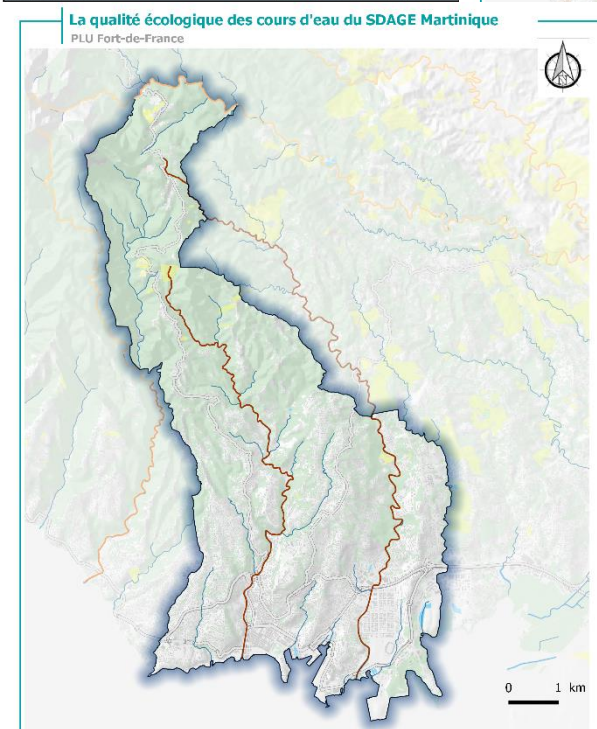 La qualité écologique des cours d'eau du SDAGE Martinique
PLU Fort-de-France
N
0 1 km